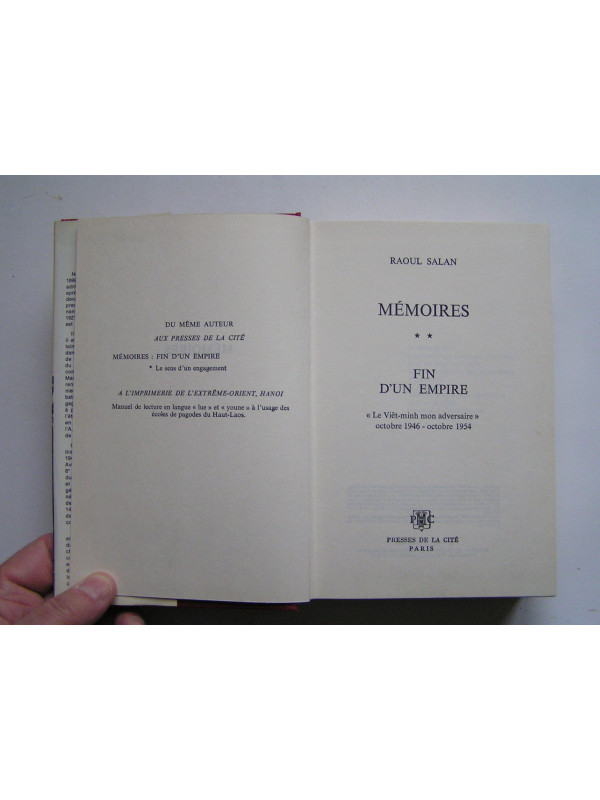 DU MÊME AUTEUR
AUX PRESSES DE LA CITÉ
MÉMOIRES : FIN D'UN EMPIRE
* Le sens d'un engagement
A L'IMPRIMERIE DE L'EXTRÊME-ORIENT, HANOI
Manuel de lecture en langue « lue » et « youne » à l'usage des
écoles de pagodes du Haut-Laos.
RAOUL SALAN
MÉMOIRES
* *
FIN
D'UN EMPIRE
« Le Viêt-minh mon adversaire »
octobre 1946 - octobre 1954
PRESSES DE LA CITÉ
PARIS